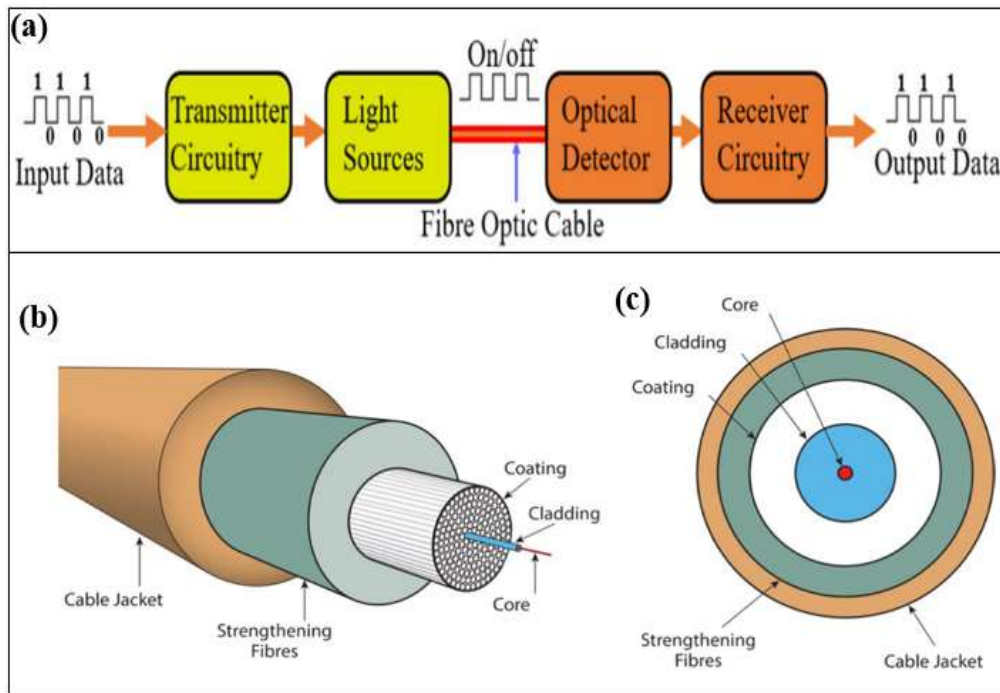 (a)
1 1 1
0 0 0
Input Data
Transmitter
Circuitry
Light
Sources
On/off
Fibre Optic Cable
Optical
Detector
Receiver
Circuitry
1 1 1
0 0 0
Output Data
(b)
Coating
Cladding
Core
Cable Jacket
Strengthening
Fibres
(c)
Core
Cladding
Coating
Strengthening
Fibres
Cable Jacket